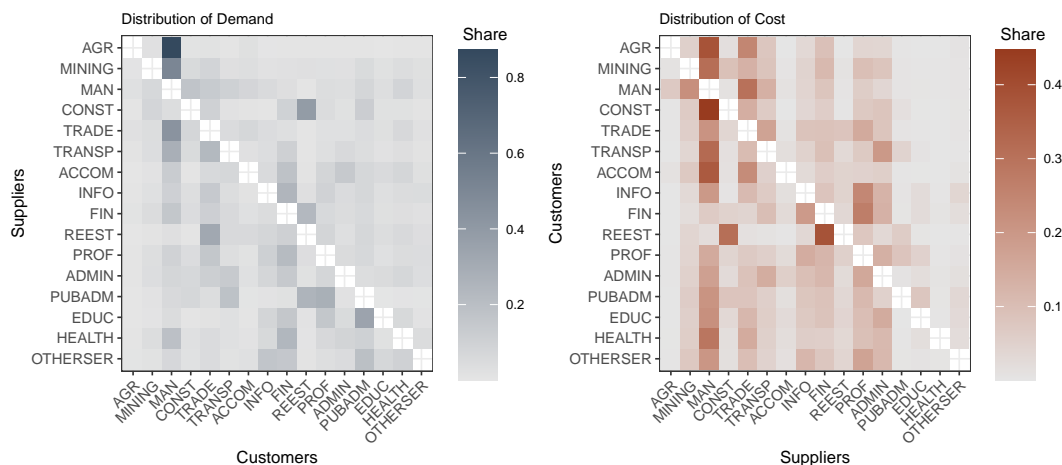 Distribution of Demand
Suppliers
AGR
MINING
MAN
CONST
TRADE
TRANSP
ACCOM
INFO
FIN
REEST
PROF
ADMIN
PUBADM
EDUC
HEALTH
OTHERSER
AGR
MINING
MAN
CONST
TRADE
TRANSP
ACCOM
INFO
FIN
REEST
PROF
ADMIN
PUBADM
EDUC
HEALTH
OTHERSER
Customers
Share
0.8
0.6
0.4
0.2
Distribution of Cost
Customers
AGR
MINING
MAN
CONST
TRADE
TRANSP
ACCOM
INFO
FIN
REEST
PROF
ADMIN
PUBADM
EDUC
HEALTH
OTHERSER
AGR
MINING
MAN
CONST
TRADE
TRANSP
ACCOM
INFO
FIN
REEST
PROF
ADMIN
PUBADM
EDUC
HEALTH
OTHERSER
Suppliers
Share
0.4
0.3
0.2
0.1